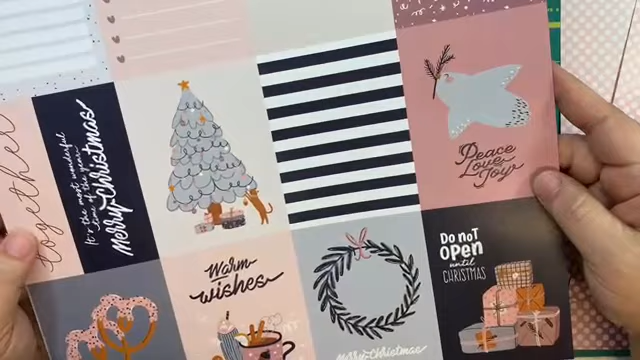 together
It's the most wonderful
time of the year
Merry Christmas
Peace
Love
Joy
Warm
wishes
Do not
Open
until
CHRISTMAS
Merry Christmas